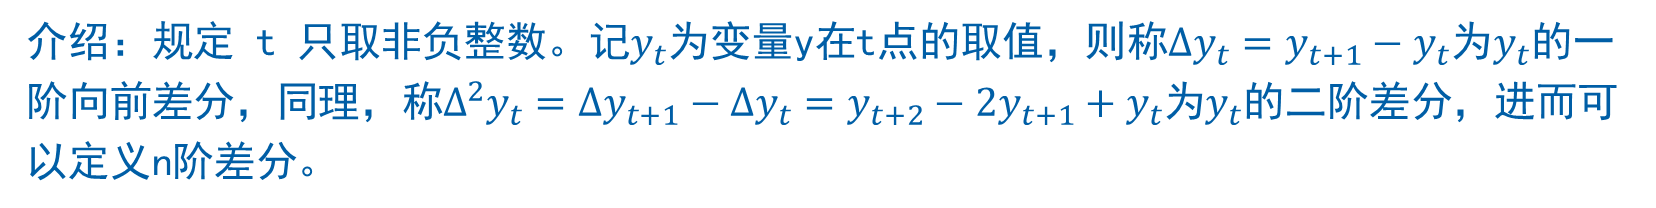 介绍：规定 t 只取非负整数。记y_t为变量y在t点的取值，则称Δy_t = y_{t+1} − y_t为y_t的一
阶向前差分，同理，称Δ²y_t = Δy_{t+1} − Δy_t = y_{t+2} − 2y_{t+1} + y_t为y_t的二阶差分，进而可
以定义n阶差分。